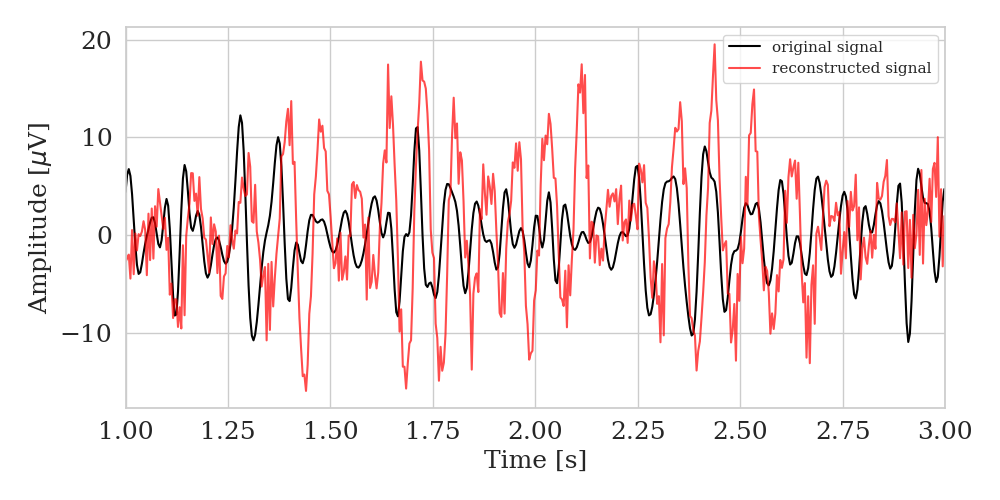 20
10
0
−10
Amplitude [μV]
original signal
reconstructed signal
1.00 1.25 1.50 1.75 2.00 2.25 2.50 2.75 3.00
Time [s]